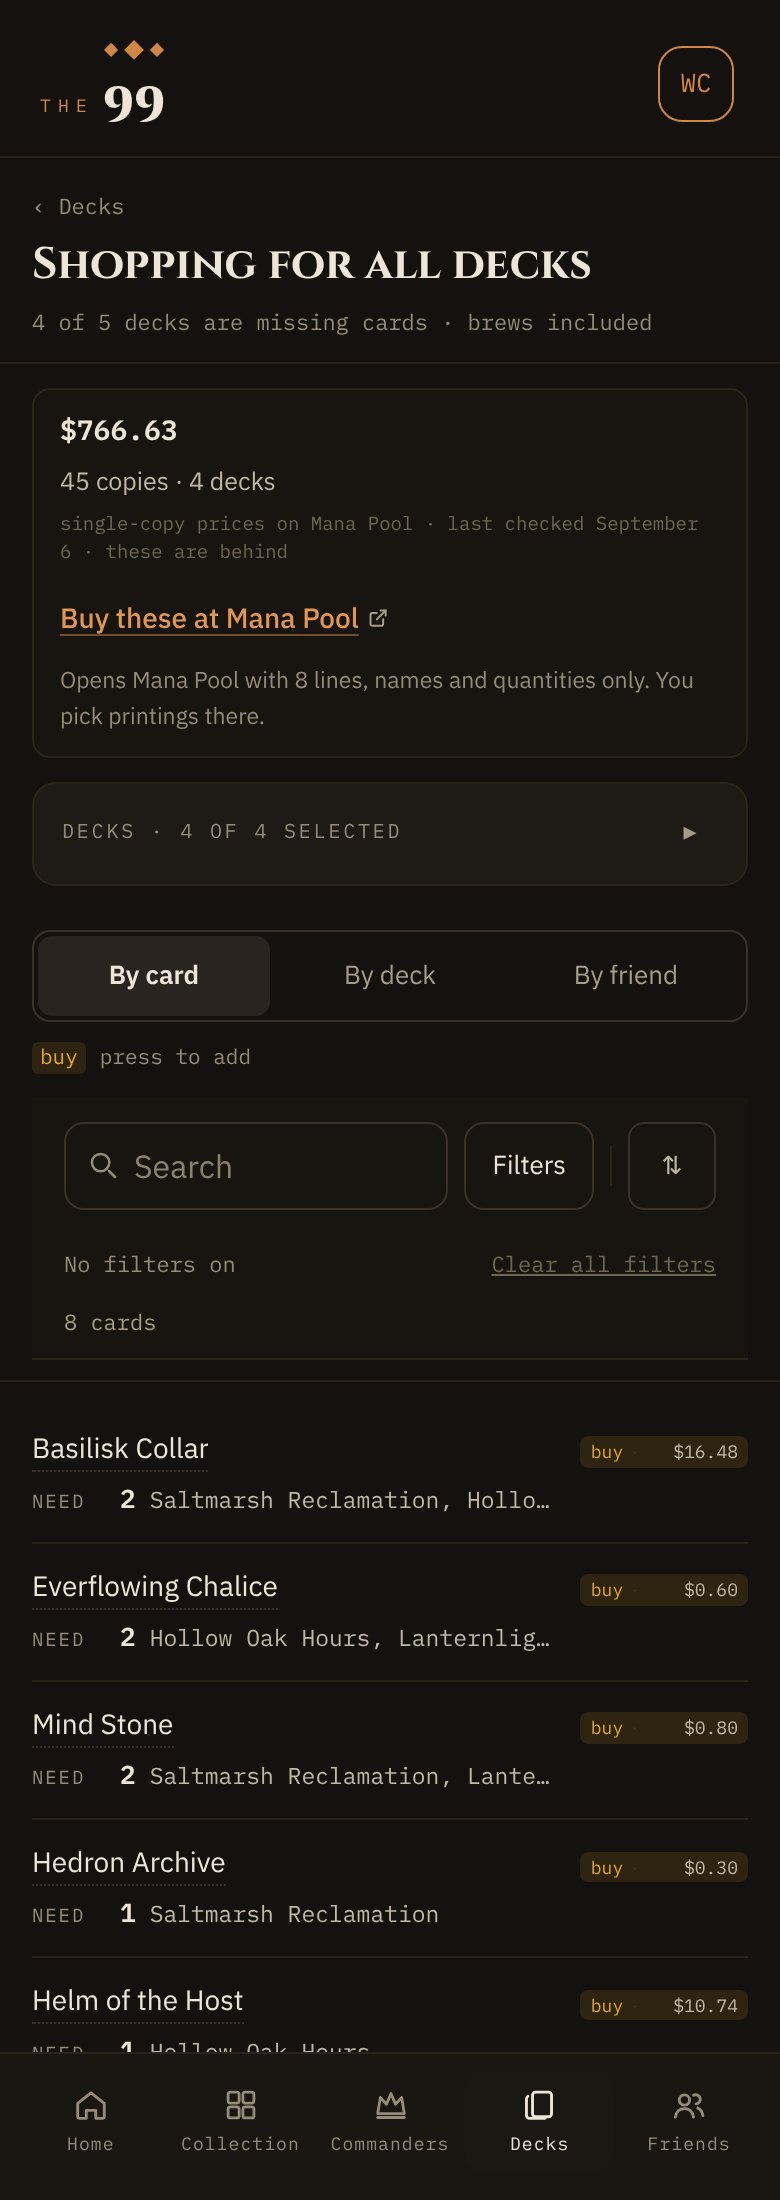 THE 99
WC
‹ Decks
Shopping for all decks
4 of 5 decks are missing cards · brews included
$766.63
45 copies · 4 decks
single-copy prices on Mana Pool · last checked September
6 · these are behind
Buy these at Mana Pool
Opens Mana Pool with 8 lines, names and quantities only. You
pick printings there.
DECKS · 4 OF 4 SELECTED ▶
By card By deck By friend
buy press to add
Search Filters ⇅
No filters on Clear all filters
8 cards
Basilisk Collar buy · $16.48
NEED 2 Saltmarsh Reclamation, Hollo…
Everflowing Chalice buy · $0.60
NEED 2 Hollow Oak Hours, Lanternlig…
Mind Stone buy · $0.80
NEED 2 Saltmarsh Reclamation, Lante…
Hedron Archive buy · $0.30
NEED 1 Saltmarsh Reclamation
Helm of the Host buy · $10.74
NEED 1 Hollow Oak Hours
Home Collection Commanders Decks Friends